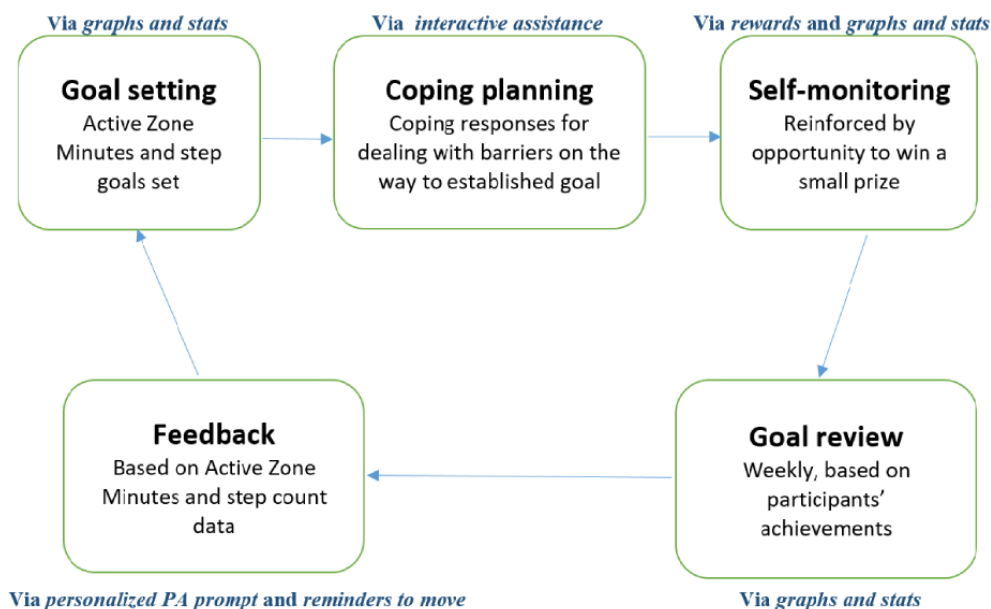 Via graphs and stats
Goal setting
Active Zone
Minutes and step
goals set
Via interactive assistance
Coping planning
Coping responses for
dealing with barriers on the
way to established goal
Via rewards and graphs and stats
Self-monitoring
Reinforced by
opportunity to win a
small prize
Goal review
Weekly, based on
participants’
achievements
Via graphs and stats
Feedback
Based on Active Zone
Minutes and step count
data
Via personalized PA prompt and reminders to move